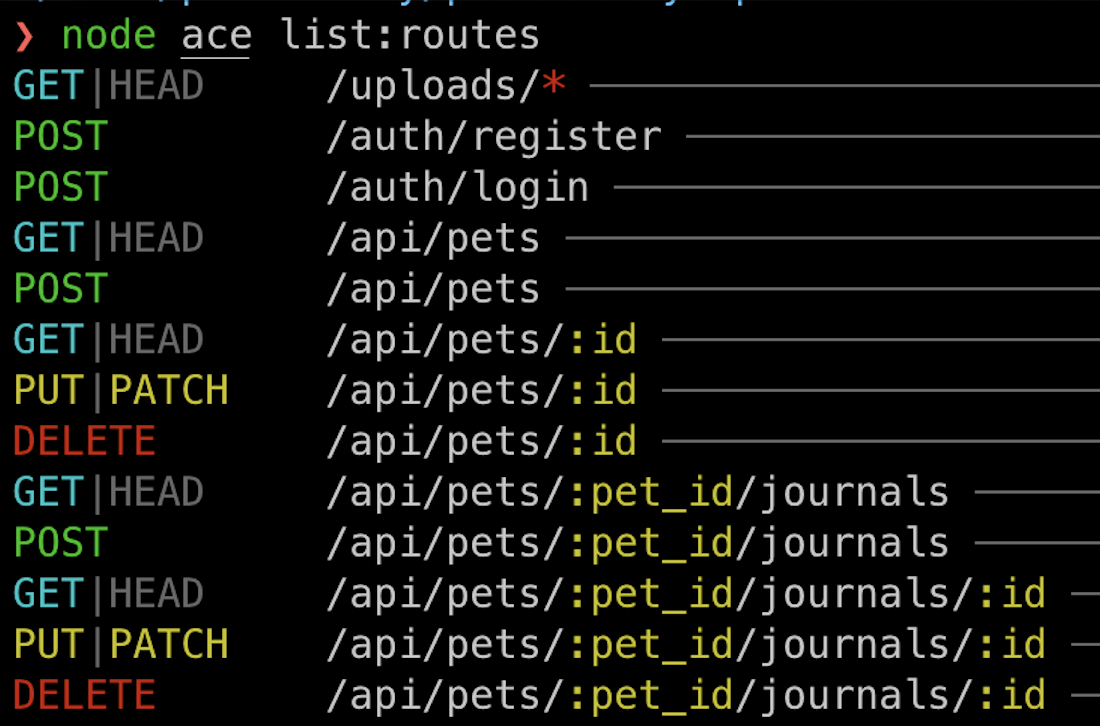 ❯ node ace list:routes
GET|HEAD /uploads/*
POST /auth/register
POST /auth/login
GET|HEAD /api/pets
POST /api/pets
GET|HEAD /api/pets/:id
PUT|PATCH /api/pets/:id
DELETE /api/pets/:id
GET|HEAD /api/pets/:pet_id/journals
POST /api/pets/:pet_id/journals
GET|HEAD /api/pets/:pet_id/journals/:id
PUT|PATCH /api/pets/:pet_id/journals/:id
DELETE /api/pets/:pet_id/journals/:id